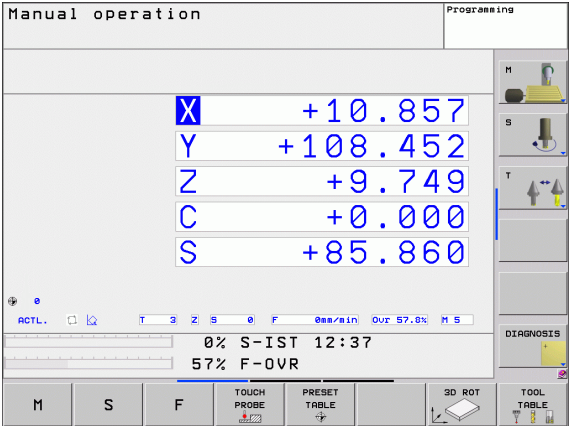 Manual operation
Programming
M
X +10.857
Y +108.452
S
Z +9.749
T
C +0.000
S +85.860
0
ACTL. T 3 Z S 0 F 0mm/min Ovr 57.8% M 5
0% S-IST 12:37
DIAGNOSIS
57% F-OVR
M
S
F
TOUCH
PROBE
PRESET
TABLE
3D ROT
TOOL
TABLE